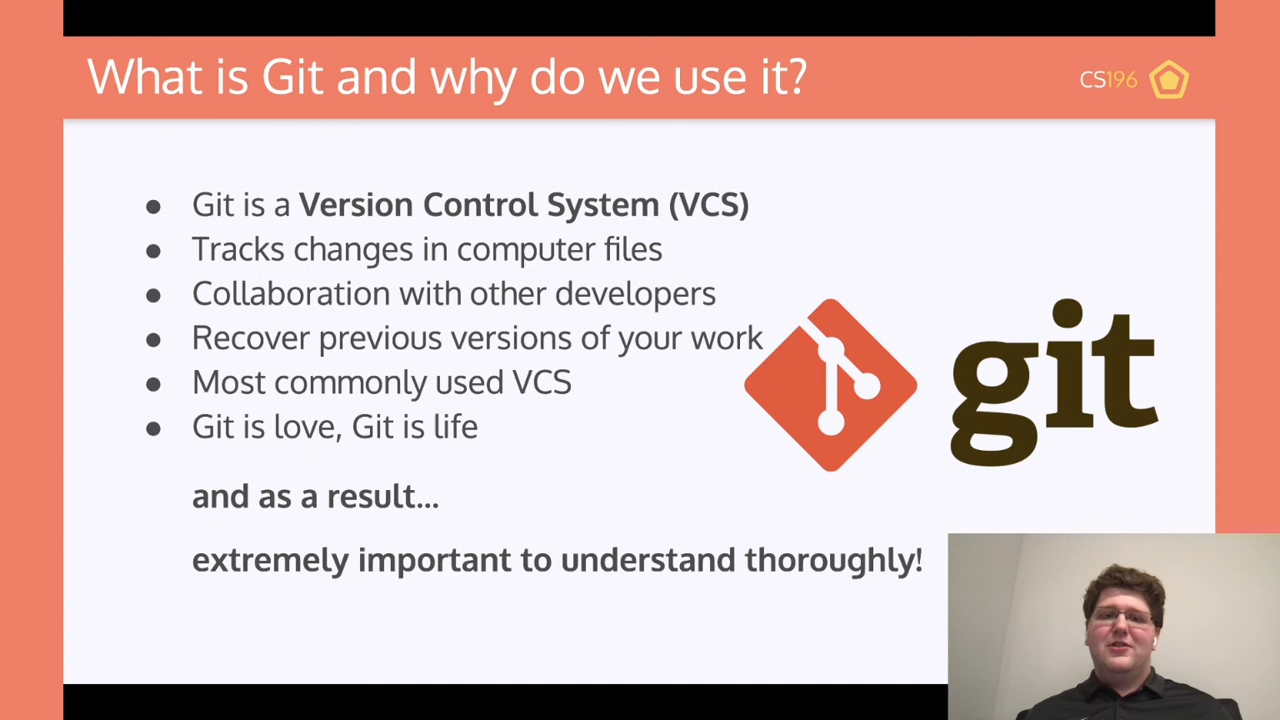 What is Git and why do we use it?
CS196
● Git is a Version Control System (VCS)
● Tracks changes in computer files
● Collaboration with other developers
● Recover previous versions of your work
● Most commonly used VCS
● Git is love, Git is life
git
and as a result...
extremely important to understand thoroughly!